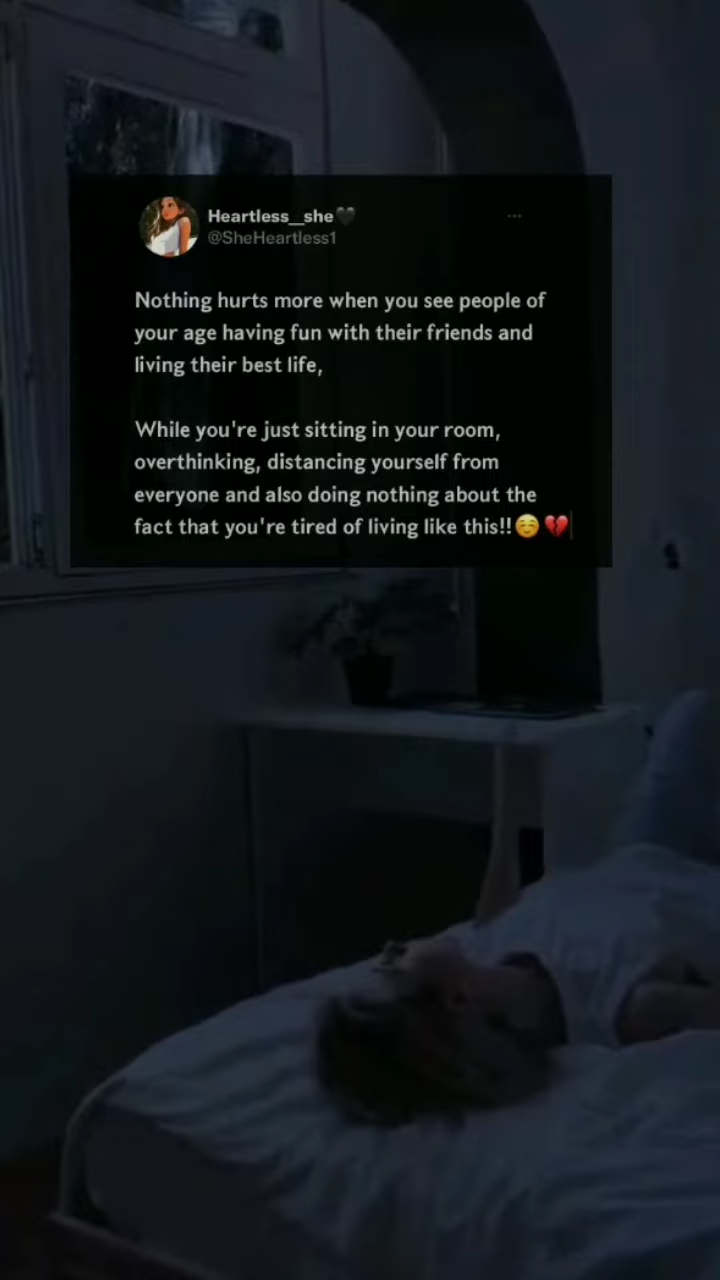 Heartless__she🖤
@SheHeartless1
...
Nothing hurts more when you see people of
your age having fun with their friends and
living their best life,
While you're just sitting in your room,
overthinking, distancing yourself from
everyone and also doing nothing about the
fact that you're tired of living like this!!☺️💔